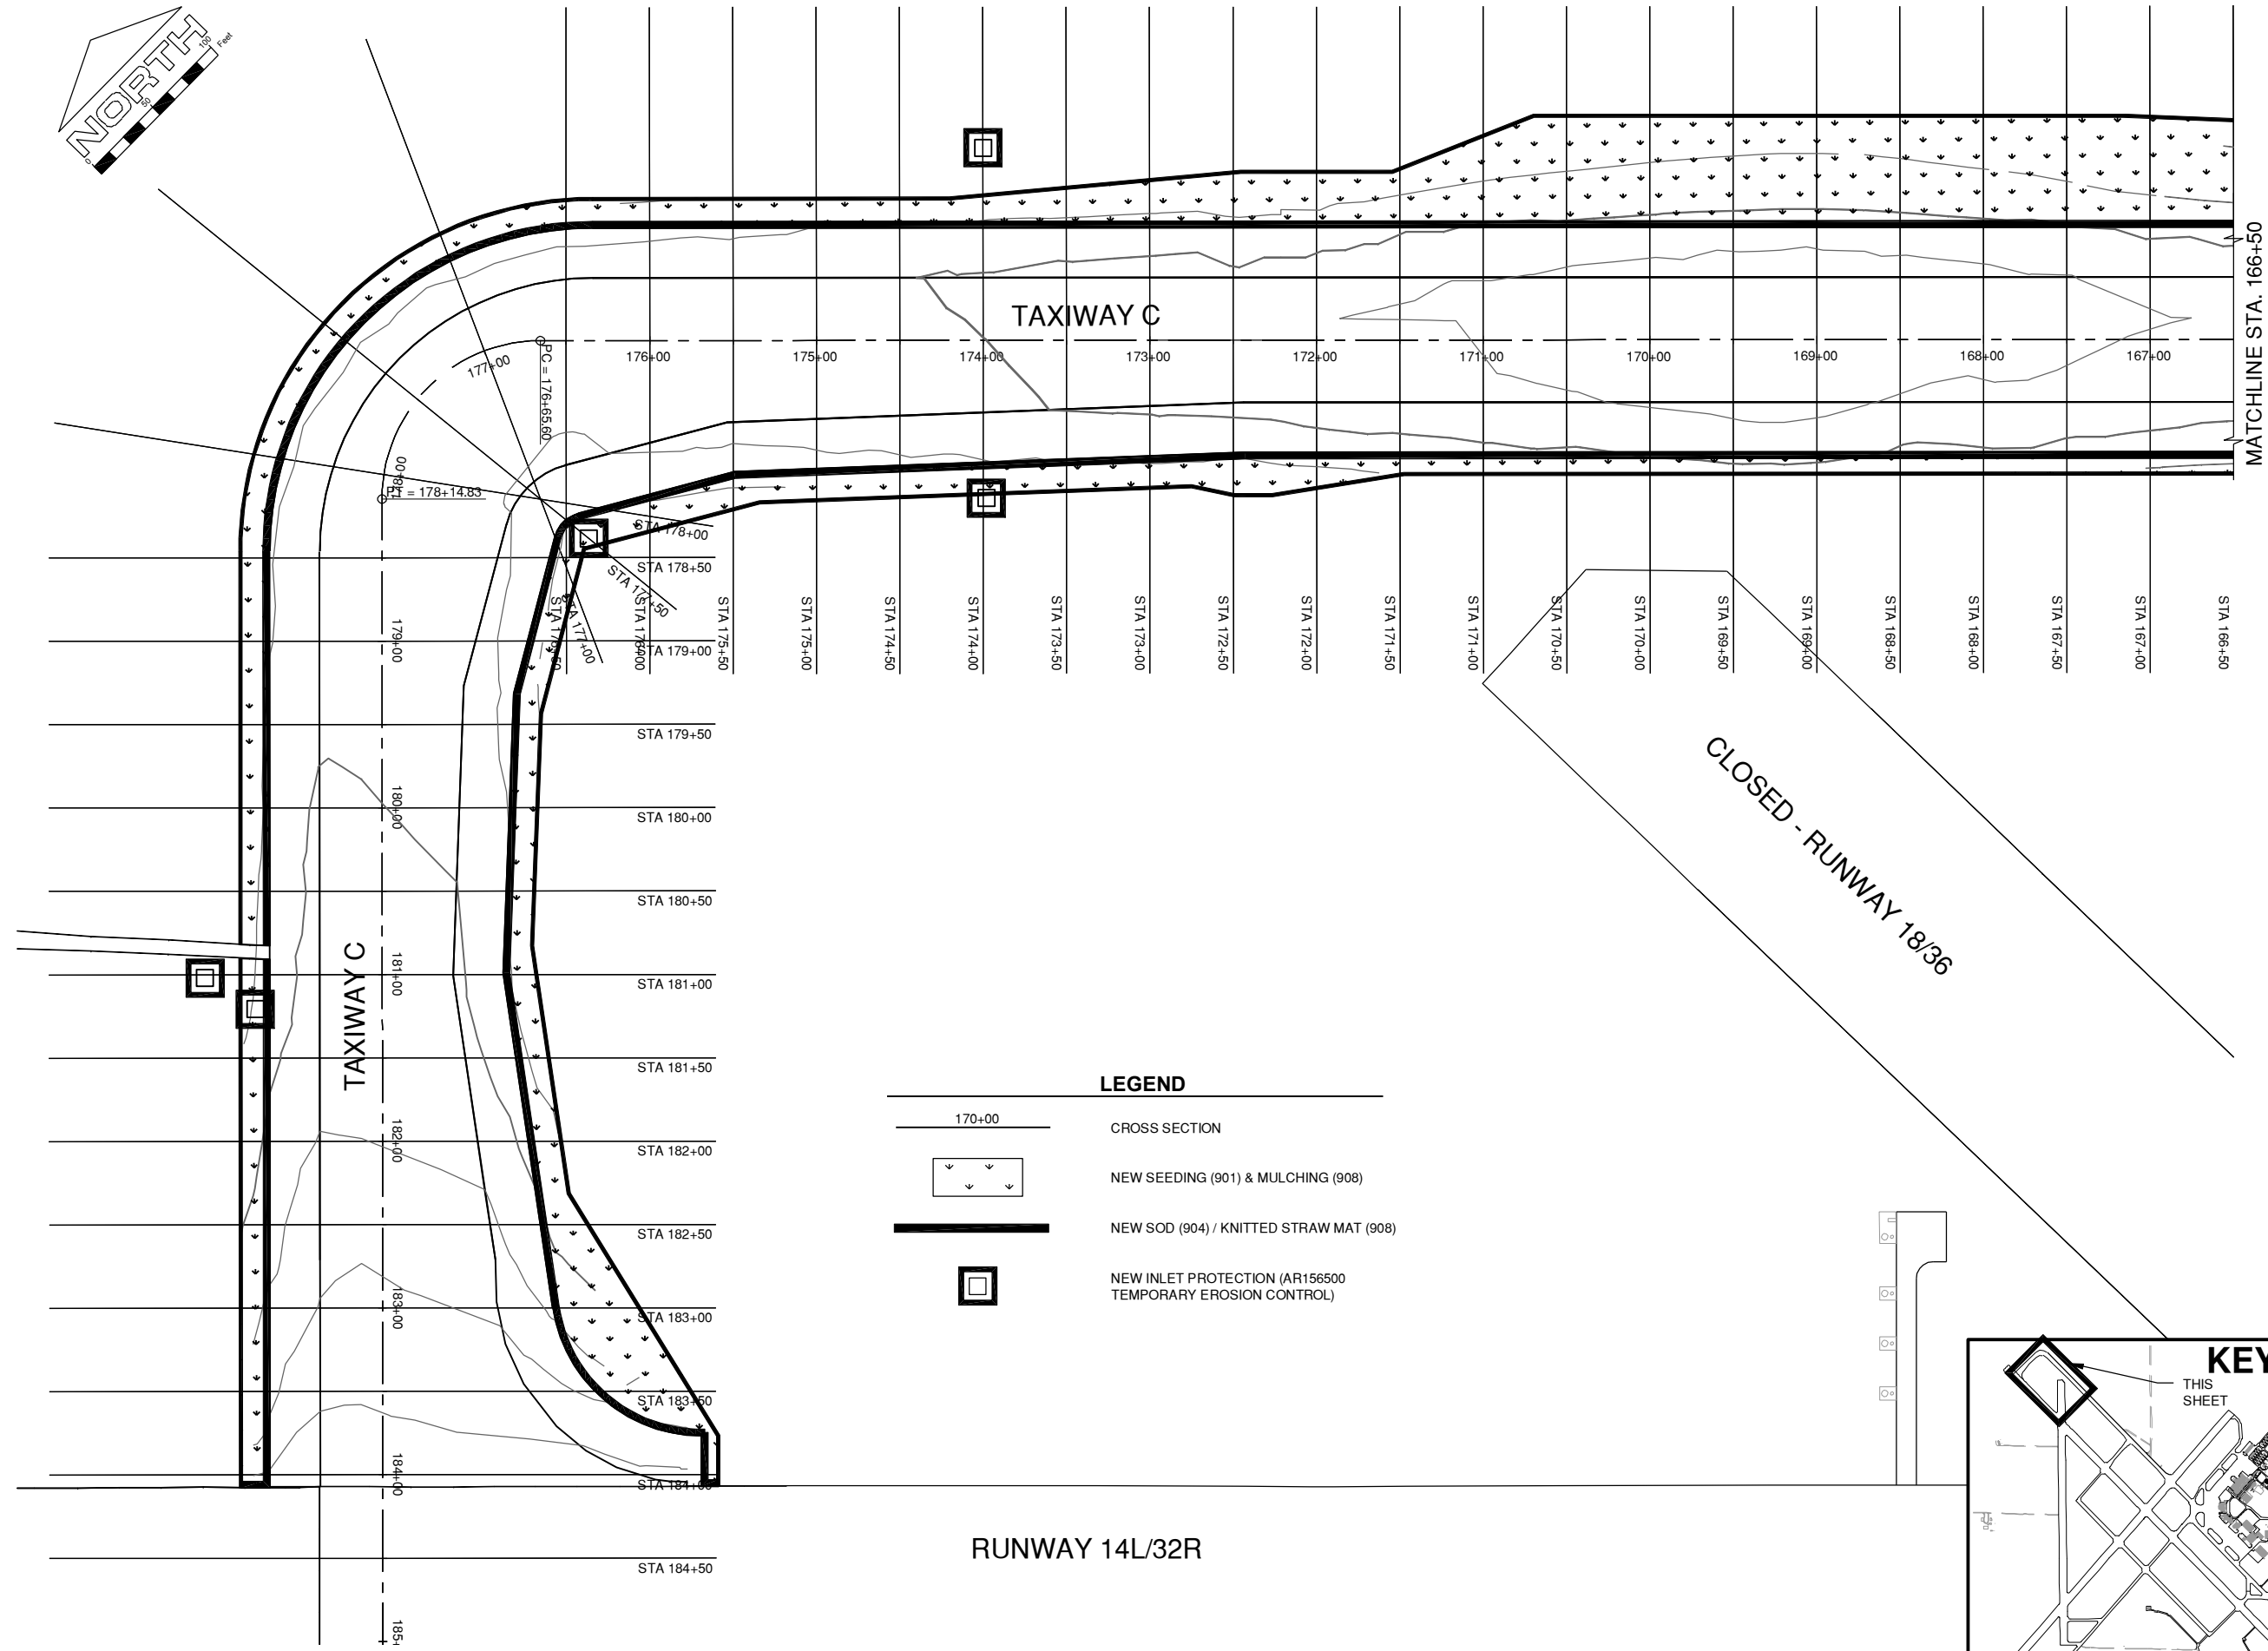 NORTH
0
50
100
Feet
TAXIWAY C
177+00
176+00
175+00
174+00
173+00
172+00
171+00
170+00
169+00
168+00
167+00
MATCHLINE STA. 166+50
PC = 176+65.60
178+00
PT = 178+14.83
STA 178+00
STA 178+50
STA 177+50
STA 177+00
STA 176+50
STA 176+00
STA 175+50
STA 175+00
STA 174+50
STA 174+00
STA 173+50
STA 173+00
STA 172+50
STA 172+00
STA 171+50
STA 171+00
STA 170+50
STA 170+00
STA 169+50
STA 169+00
STA 168+50
STA 168+00
STA 167+50
STA 167+00
STA 166+50
179+00
STA 179+00
STA 179+50
180+00
STA 180+00
STA 180+50
CLOSED - RUNWAY 18/36
TAXIWAY C
181+00
STA 181+00
STA 181+50
182+00
STA 182+00
STA 182+50
183+00
STA 183+00
STA 183+50
184+00
STA 184+00
STA 184+50
185+
LEGEND
170+00
CROSS SECTION
NEW SEEDING (901) & MULCHING (908)
NEW SOD (904) / KNITTED STRAW MAT (908)
NEW INLET PROTECTION (AR156500
TEMPORARY EROSION CONTROL)
RUNWAY 14L/32R
KEY
THIS
SHEET